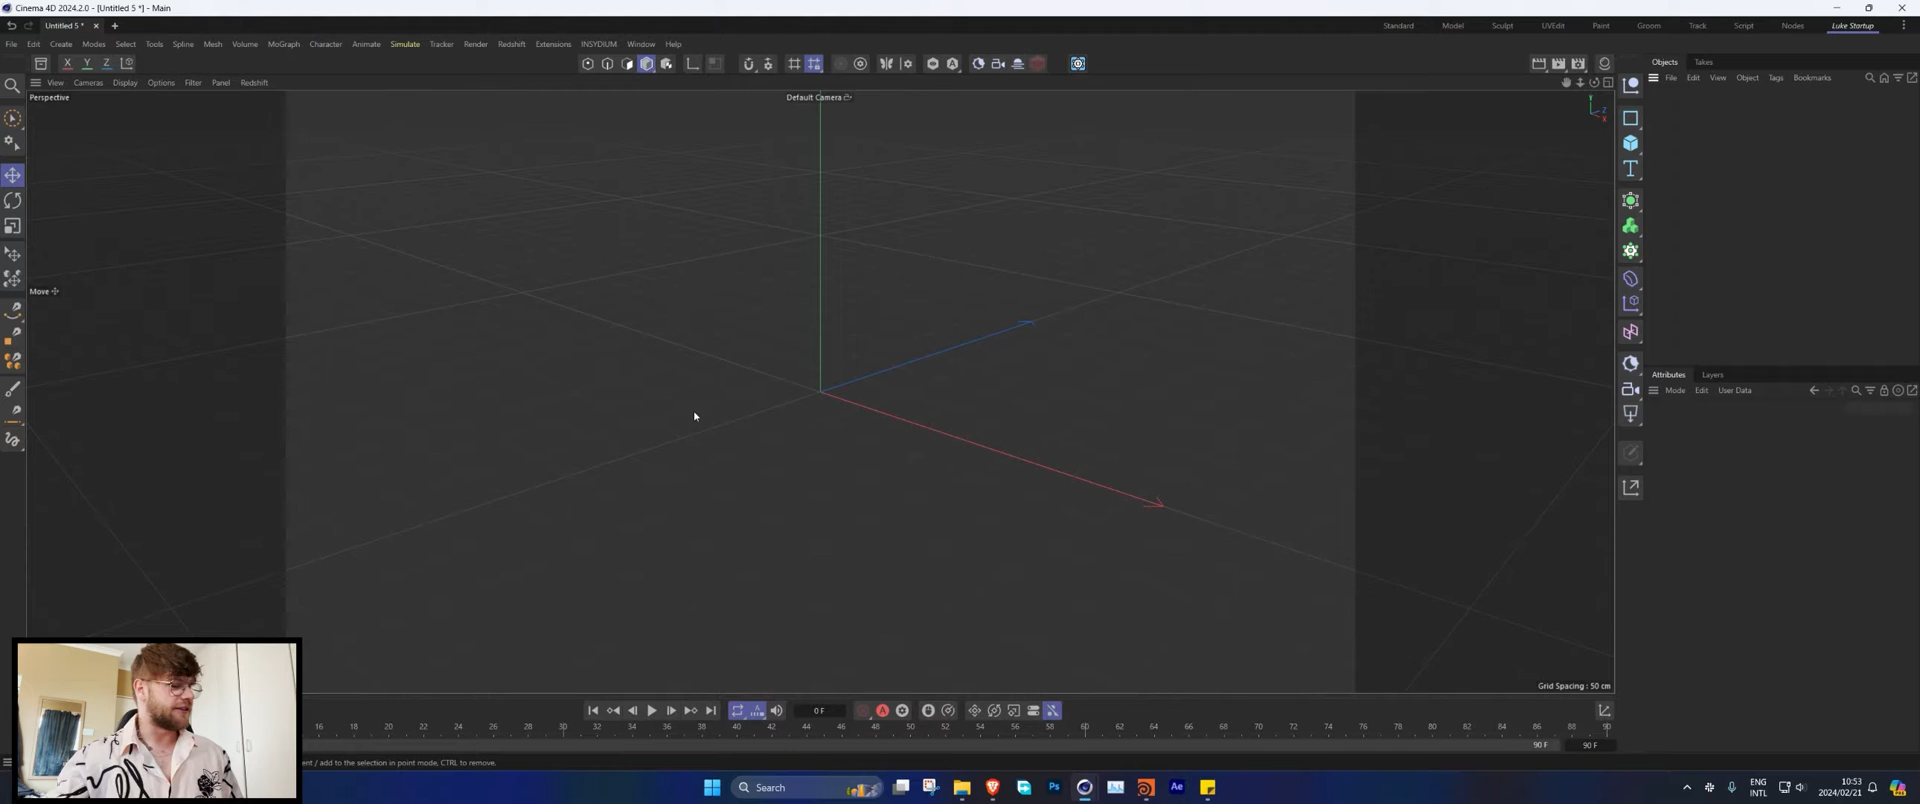 Cinema 4D 2024.2.0 - [Untitled 5 *] - Main
Untitled 5 *
Standard Model Sculpt UVEdit Paint Groom Track Script Nodes Luke Startup
File Edit Create Modes Select Tools Spline Mesh Volume MoGraph Character Animate Simulate Tracker Render Redshift Extensions INSYDIUM Window Help
X Y Z
Objects Takes
File Edit View Object Tags Bookmarks
View Cameras Display Options Filter Panel Redshift
Perspective
Default Camera
Y
Z
X
Move
Attributes Layers
Mode Edit User Data
Grid Spacing : 50 cm
0 F
16 18 20 22 24 26 28 30 32 34 36 38 40 42 44 46 48 50 52 54 56 58 60 62 64 66 68 70 72 74 76 78 80 82 84 86 88 90
90 F 90 F
ent / add to the selection in point mode, CTRL to remove.
Search
Ps
Ae
ENG
INTL
10:53
2024/02/21